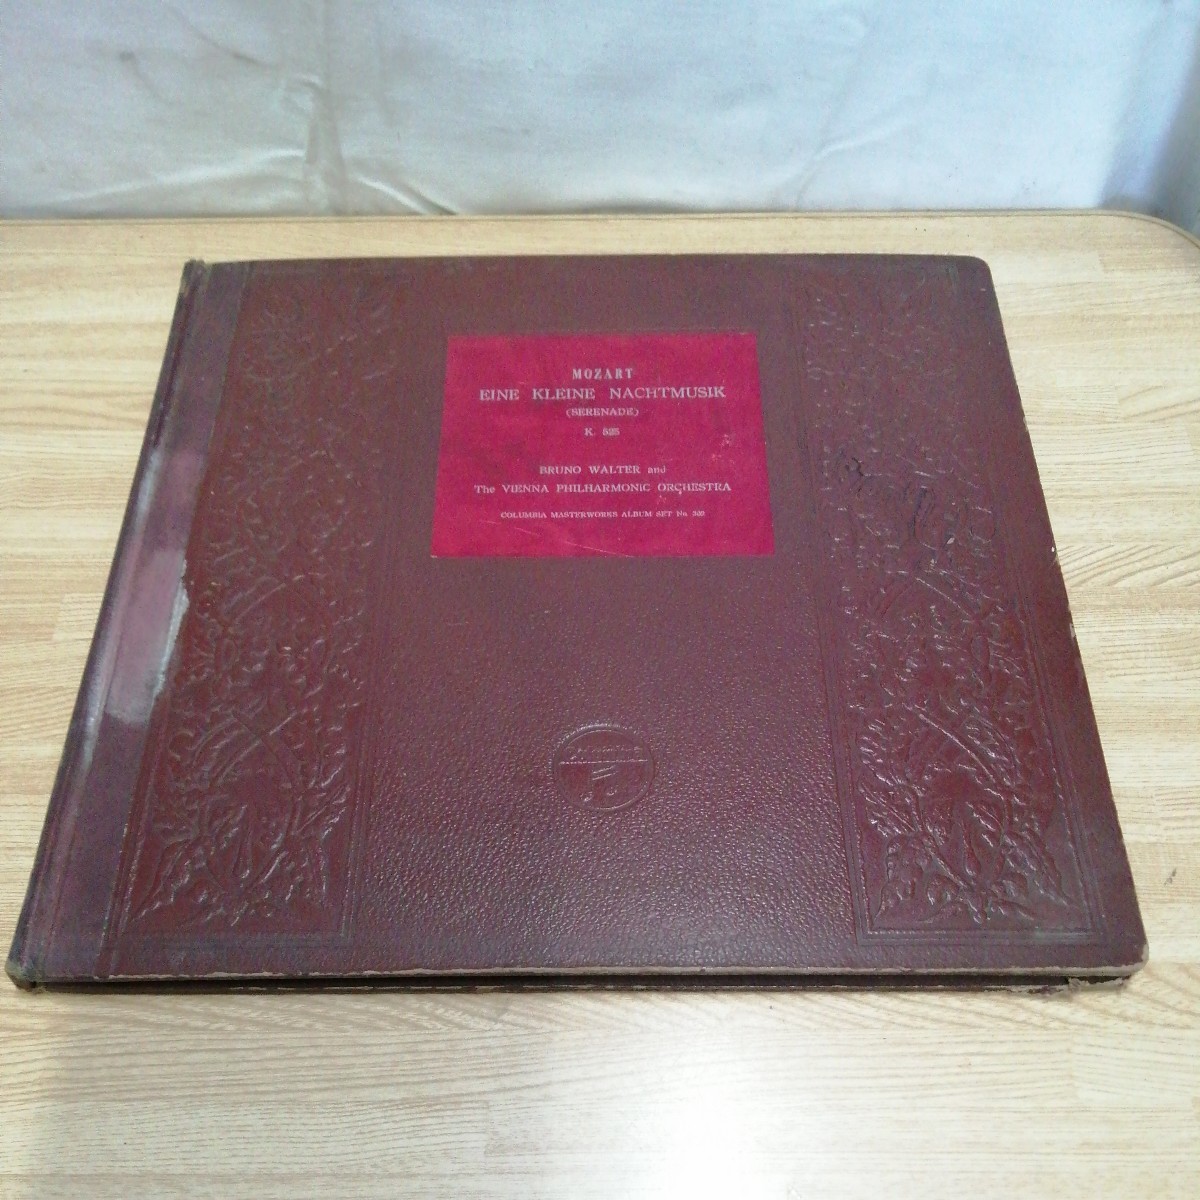 MOZART
EINE KLEINE NACHTMUSIK
(SERENADE)
K. 525
BRUNO WALTER and
The VIENNA PHILHARMONIC ORCHESTRA
COLUMBIA MASTERWORKS ALBUM SET No.